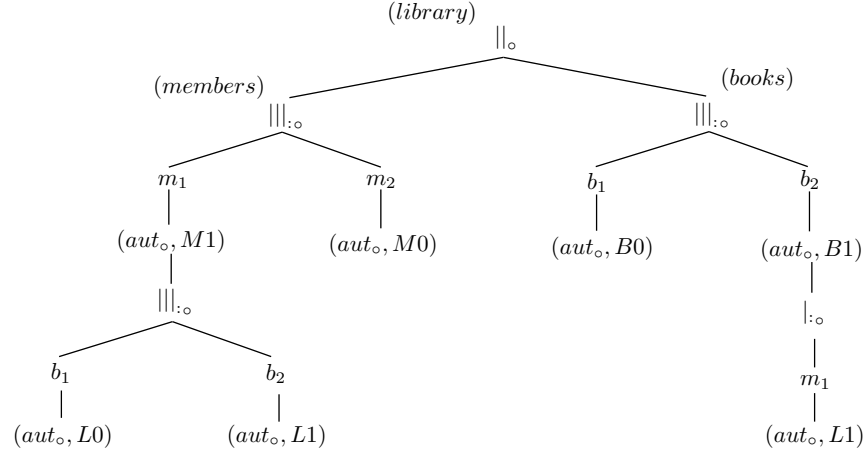 (library)
||∘
(members) (books)
|||:∘ |||:∘
m₁ m₂ b₁ b₂
(aut∘, M1) (aut∘, M0) (aut∘, B0) (aut∘, B1)
|||:∘ |:∘
b₁ b₂ m₁
(aut∘, L0) (aut∘, L1) (aut∘, L1)